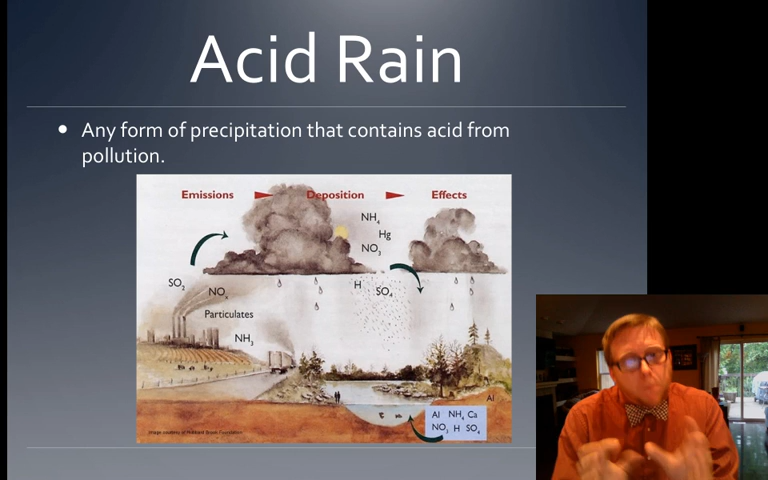 Acid Rain
• Any form of precipitation that contains acid from
pollution.
Emissions
Deposition
Effects
NH4
Hg
NO3
SO2
NOx
H
SO4
Particulates
NH3
Al
Al NH4 Ca
NO3 H SO4